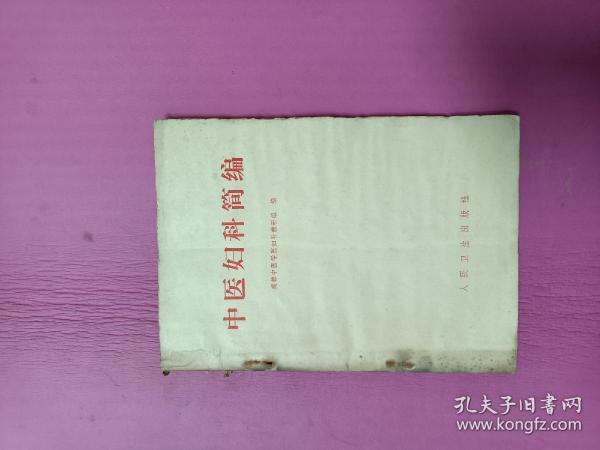 中医妇科简编
成都中医学院妇科教研组 编
人民卫生出版社
孔夫子旧書网
www.kongfz.com